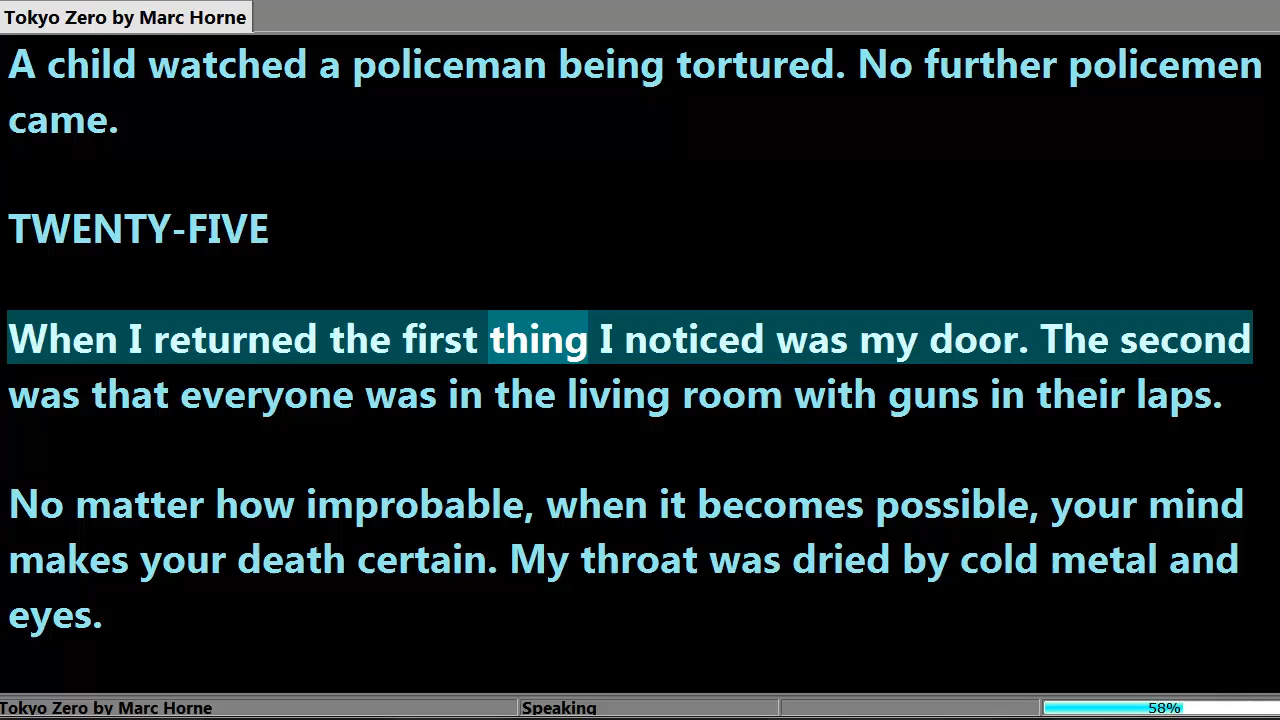 Tokyo Zero by Marc Horne
A child watched a policeman being tortured. No further policemen
came.
TWENTY-FIVE
When I returned the first thing I noticed was my door. The second
was that everyone was in the living room with guns in their laps.
No matter how improbable, when it becomes possible, your mind
makes your death certain. My throat was dried by cold metal and
eyes.
Tokyo Zero by Marc Horne
Speaking
58%